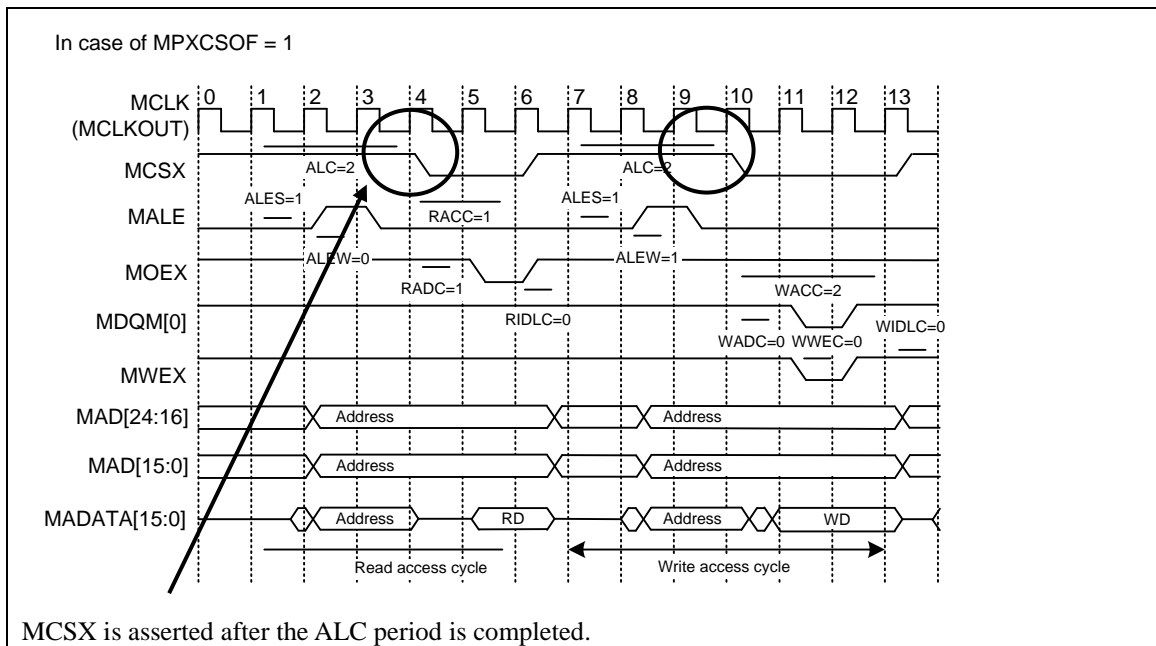 In case of MPXCSOF = 1
0 1 2 3 4 5 6 7 8 9 10 11 12 13
MCLK
(MCLKOUT)
MCSX
ALC=2 ALC=2
ALES=1 ALES=1
MALE
RACC=1
ALEW=0 ALEW=1
MOEX
RADC=1 WACC=2
MDQM[0]
RIDLC=0 WIDLC=0
WADC=0 WWEC=0
MWEX
MAD[24:16] Address Address
MAD[15:0] Address Address
MADATA[15:0] Address RD Address WD
Read access cycle Write access cycle
MCSX is asserted after the ALC period is completed.